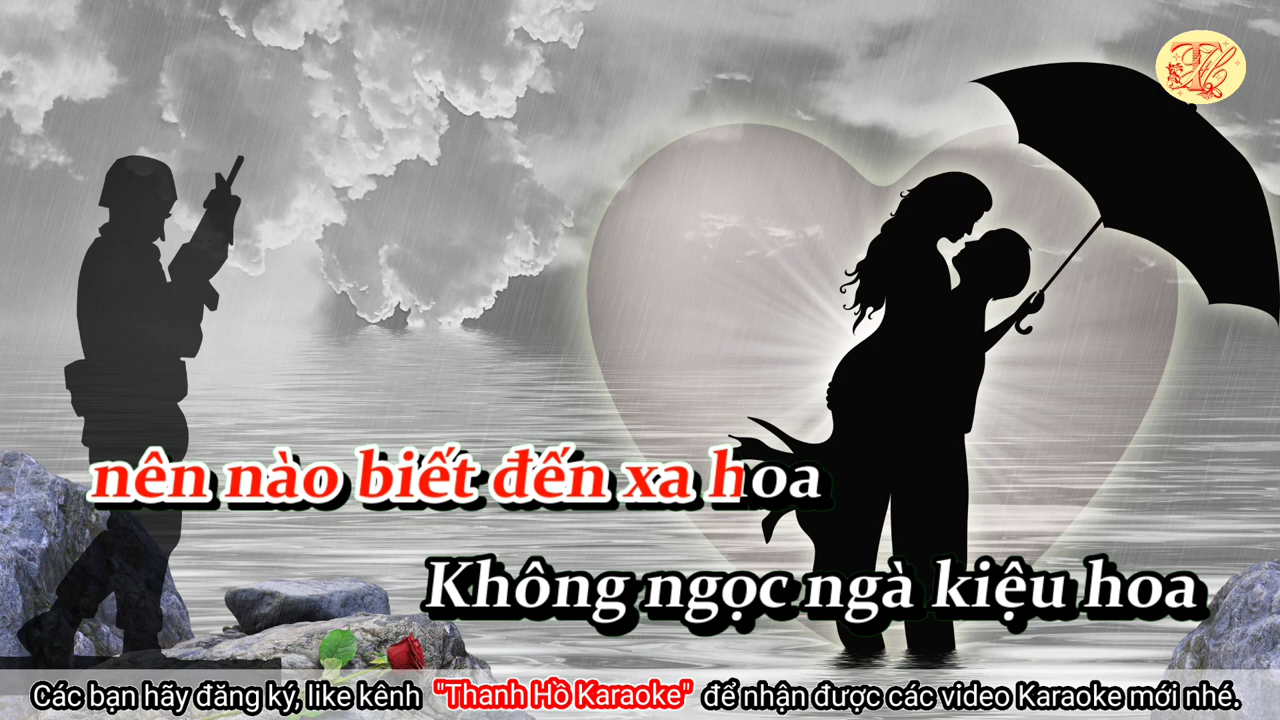 nên nào biết đến xa hoa
Không ngọc ngà kiệu hoa
Các bạn hãy đăng ký, like kênh "Thanh Hồ Karaoke" để nhận được các video Karaoke mới nhé.